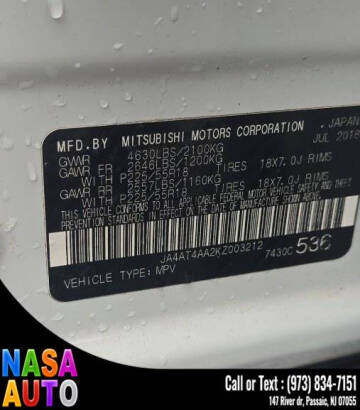 MFD.BY MITSUBISHI MOTORS CORPORATION , JAPAN
GVWR 4630LBS/2100KG JUL 2018
GAWR FR 2646LBS/1200KG
WITH P225/55R18 TIRES 18X7.0J RIMS
GAWR RR 2557LBS/1160KG
WITH P225/55R18 TIRES 18X7.0J RIMS
THIS VEHICLE CONFORMS TO ALL APPLICABLE
FEDERAL MOTOR VEHICLE SAFETY, BUMPER AND
THEFT PREVENTION STANDARDS IN EFFECT ON THE
DATE OF MANUFACTURE SHOWN ABOVE.
JA4AT4AA2KZ003212 7430C 536
VEHICLE TYPE: MPV
NASA
AUTO
Call or Text : (973) 834-7151
147 River dr, Passaic, NJ 07055